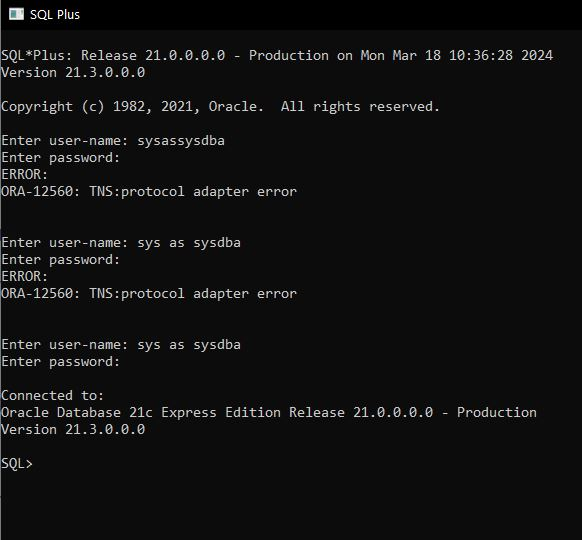 SQL Plus
SQL*Plus: Release 21.0.0.0.0 - Production on Mon Mar 18 10:36:28 2024
Version 21.3.0.0.0
Copyright (c) 1982, 2021, Oracle.  All rights reserved.
Enter user-name: sysassysdba
Enter password:
ERROR:
ORA-12560: TNS:protocol adapter error
Enter user-name: sys as sysdba
Enter password:
ERROR:
ORA-12560: TNS:protocol adapter error
Enter user-name: sys as sysdba
Enter password:
Connected to:
Oracle Database 21c Express Edition Release 21.0.0.0.0 - Production
Version 21.3.0.0.0
SQL>